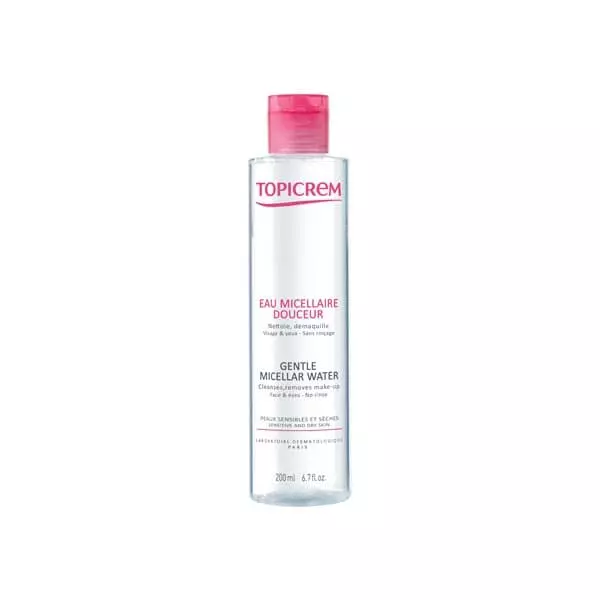 TOPICREM
EAU MICELLAIRE
DOUCEUR
Nettoie, démaquille
Visage & yeux - Sans rinçage
GENTLE
MICELLAR WATER
Cleanses, removes make-up
Face & eyes - No rinse
PEAUX SENSIBLES ET SÈCHES
SENSITIVE AND DRY SKIN
LABORATOIRE DERMATOLOGIQUE
PARIS
200 ml 6.7 fl.oz.